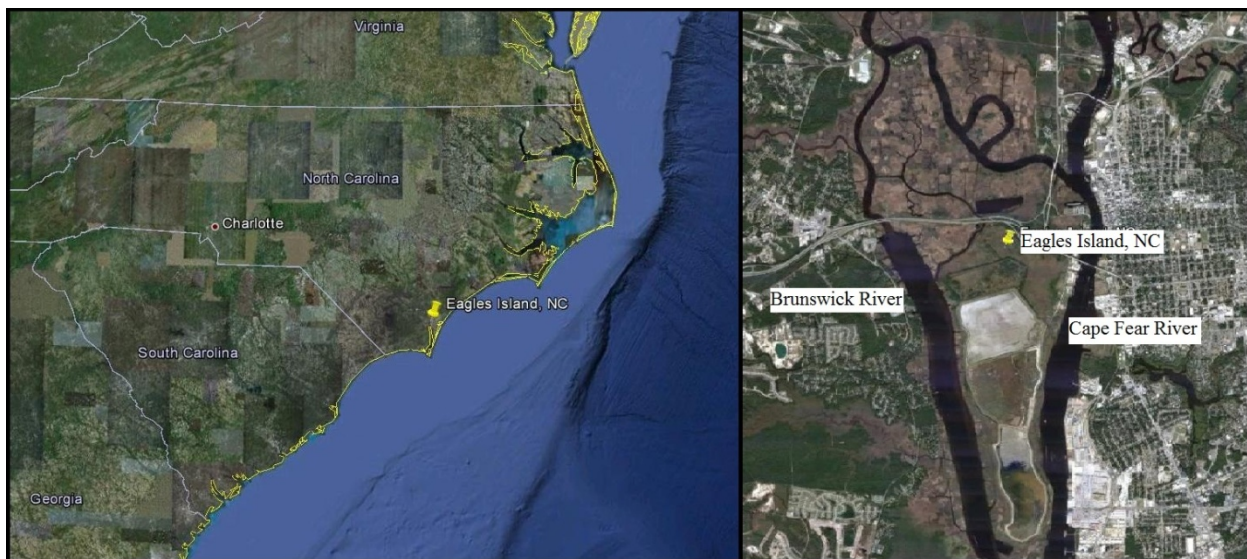 Virginia
North Carolina
Charlotte
Eagles Island, NC
South Carolina
Georgia
Eagles Island, NC
Brunswick River
Cape Fear River